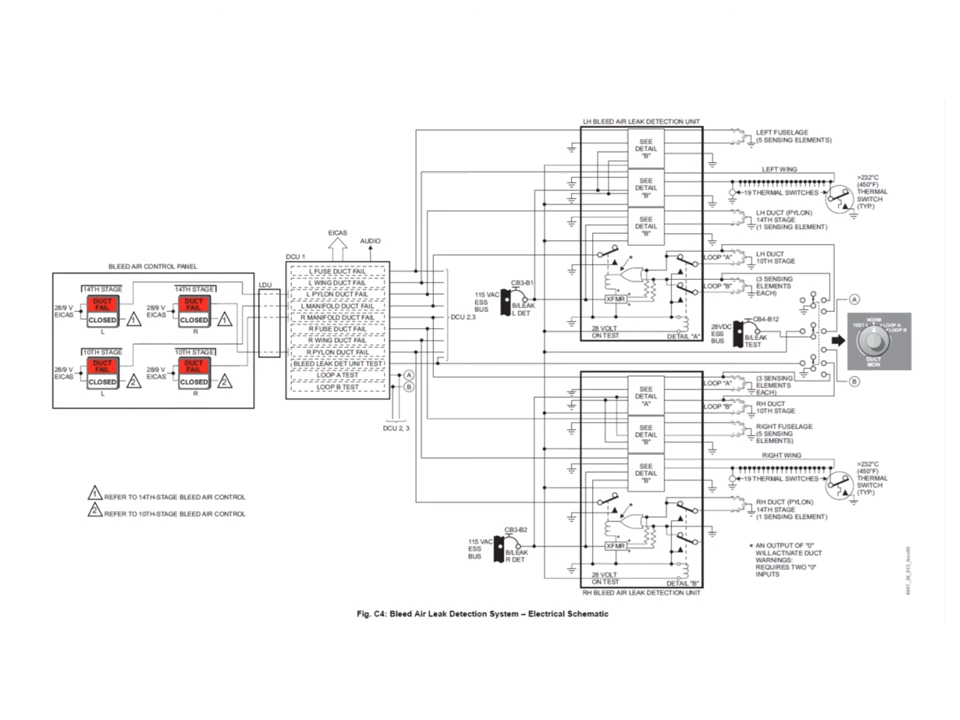 LH BLEED AIR LEAK DETECTION UNIT
SEE
DETAIL
"B"
LEFT FUSELAGE
(5 SENSING ELEMENTS)
LEFT WING
SEE
DETAIL
"B"
19 THERMAL SWITCHES
>232°C
(450°F)
THERMAL
SWITCH
(TYP.)
SEE
DETAIL
"B"
LH DUCT (PYLON)
14TH STAGE
(1 SENSING ELEMENT)
EICAS
AUDIO
DCU 1
LOOP "A"
LH DUCT
10TH STAGE
LOOP "B"
(3 SENSING
ELEMENTS
EACH)
XFMR
28 VOLT
ON TEST
DETAIL "A"
BLEED AIR CONTROL PANEL
LDU
L FUSE DUCT FAIL
L WING DUCT FAIL
L PYLON DUCT FAIL
L MANIFOLD DUCT FAIL
R MANIFOLD DUCT FAIL
R FUSE DUCT FAIL
R WING DUCT FAIL
R PYLON DUCT FAIL
BLEED LEAK DET UNIT TEST
LOOP A TEST
LOOP B TEST
A
B
DCU 2, 3
DCU 2,3
14TH STAGE
14TH STAGE
28/9 V
EICAS
DUCT
FAIL
CLOSED
1
L
28/9 V
EICAS
DUCT
FAIL
CLOSED
1
R
10TH STAGE
10TH STAGE
28/9 V
EICAS
DUCT
FAIL
CLOSED
2
L
28/9 V
EICAS
DUCT
FAIL
CLOSED
2
R
115 VAC
ESS
BUS
CB3-B1
B/LEAK
L DET
28VDC
ESS
BUS
CB4-B12
B/LEAK
TEST
A
B
NORM
TEST
LOOP A
LOOP B
DUCT
MON
SEE
DETAIL
"A"
LOOP "A"
(3 SENSING
ELEMENTS
EACH)
LOOP "B"
RH DUCT
10TH STAGE
SEE
DETAIL
"B"
RIGHT FUSELAGE
(5 SENSING
ELEMENTS)
RIGHT WING
SEE
DETAIL
"B"
19 THERMAL SWITCHES
>232°C
(450°F)
THERMAL
SWITCH
(TYP.)
RH DUCT (PYLON)
14TH STAGE
(1 SENSING ELEMENT)
115 VAC
ESS
BUS
CB3-B2
B/LEAK
R DET
XFMR
28 VOLT
ON TEST
DETAIL "B"
RH BLEED AIR LEAK DETECTION UNIT
* AN OUTPUT OF "0"
WILL ACTIVATE DUCT
WARNINGS:
REQUIRES TWO "0"
INPUTS
1 REFER TO 14TH-STAGE BLEED AIR CONTROL
2 REFER TO 10TH-STAGE BLEED AIR CONTROL
Fig. C4: Bleed Air Leak Detection System – Electrical Schematic